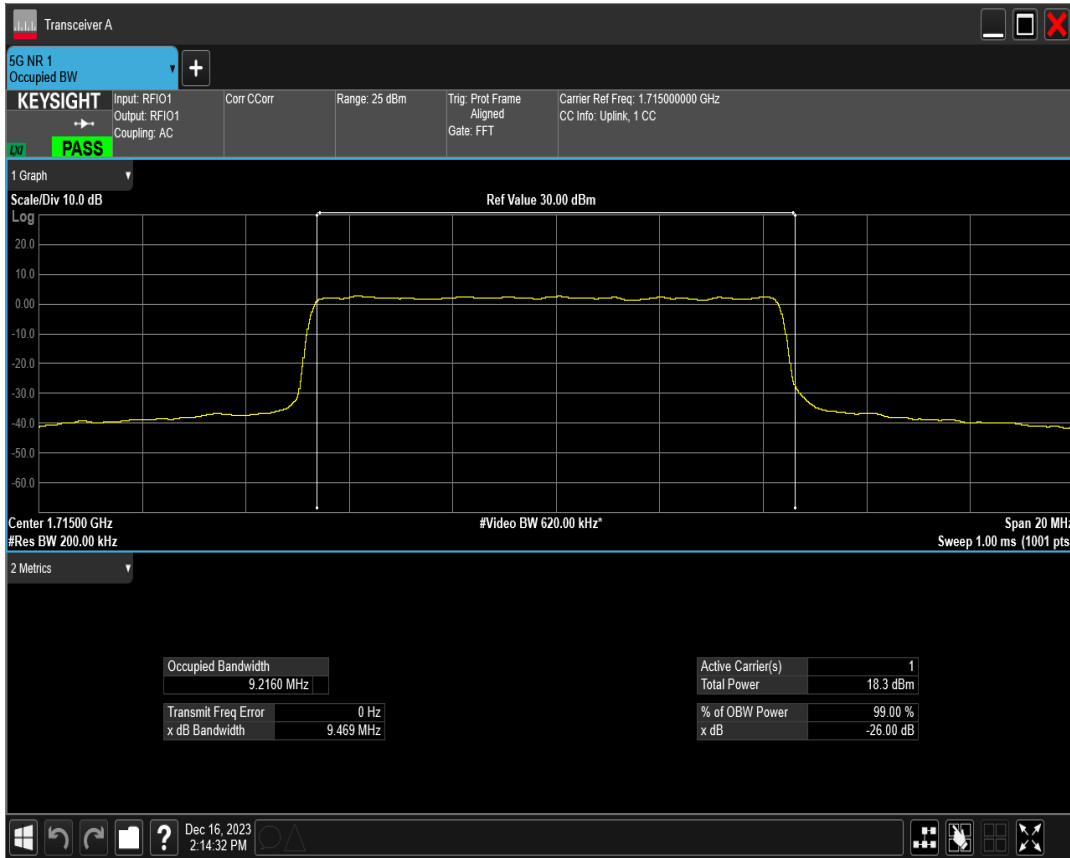 Transceiver A
5G NR 1
Occupied BW
+
KEYSIGHT
LXI
PASS
Input: RFIO1
Output: RFIO1
Coupling: AC
Corr CCorr
Range: 25 dBm
Trig: Prot Frame
Aligned
Gate: FFT
Carrier Ref Freq: 1.715000000 GHz
CC Info: Uplink, 1 CC
1 Graph
Scale/Div 10.0 dB
Ref Value 30.00 dBm
Log
20.0
10.0
0.00
-10.0
-20.0
-30.0
-40.0
-50.0
-60.0
Center 1.71500 GHz
#Video BW 620.00 kHz*
Span 20 MHz
#Res BW 200.00 kHz
Sweep 1.00 ms (1001 pts
2 Metrics
Occupied Bandwidth
9.2160 MHz
Transmit Freq Error 0 Hz
x dB Bandwidth 9.469 MHz
Active Carrier(s) 1
Total Power 18.3 dBm
% of OBW Power 99.00 %
x dB -26.00 dB
?
Dec 16, 2023
2:14:32 PM